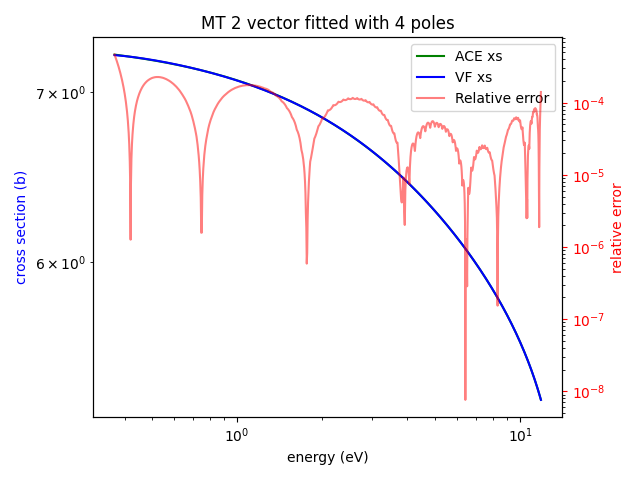 MT 2 vector fitted with 4 poles
ACE xs
VF xs
Relative error
7 × 10⁰
6 × 10⁰
cross section (b)
10⁻⁴
10⁻⁵
10⁻⁶
10⁻⁷
10⁻⁸
relative error
10⁰
10¹
energy (eV)